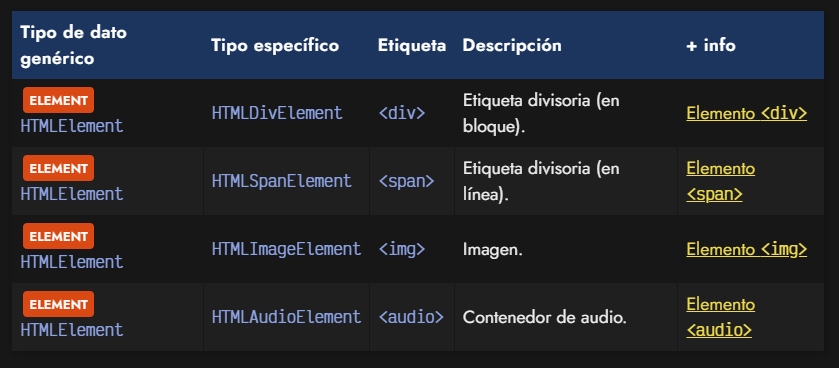 Tipo de dato
genérico
Tipo específico
Etiqueta
Descripción
+ info
ELEMENT
HTMLElement
HTMLDivElement
<div>
Etiqueta divisoria (en
bloque).
Elemento <div>
ELEMENT
HTMLElement
HTMLSpanElement
<span>
Etiqueta divisoria (en
línea).
Elemento
<span>
ELEMENT
HTMLElement
HTMLImageElement
<img>
Imagen.
Elemento <img>
ELEMENT
HTMLElement
HTMLAudioElement
<audio>
Contenedor de audio.
Elemento
<audio>